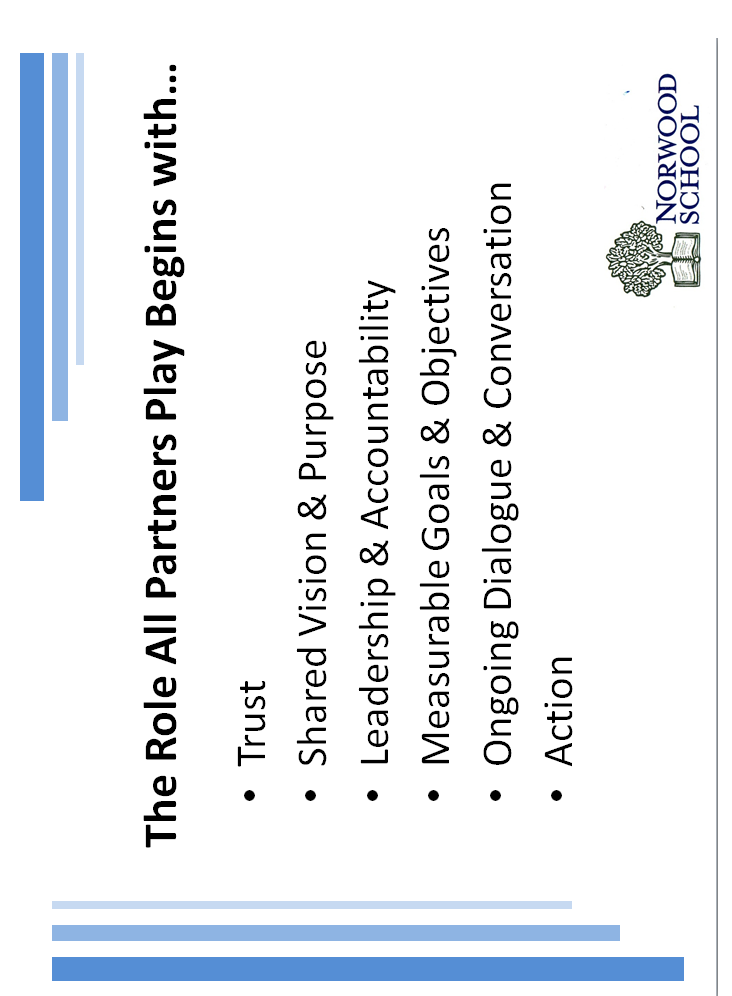 The Role All Partners Play Begins with...
• Trust
• Shared Vision & Purpose
• Leadership & Accountability
• Measurable Goals & Objectives
• Ongoing Dialogue & Conversation
• Action
NORWOOD
SCHOOL